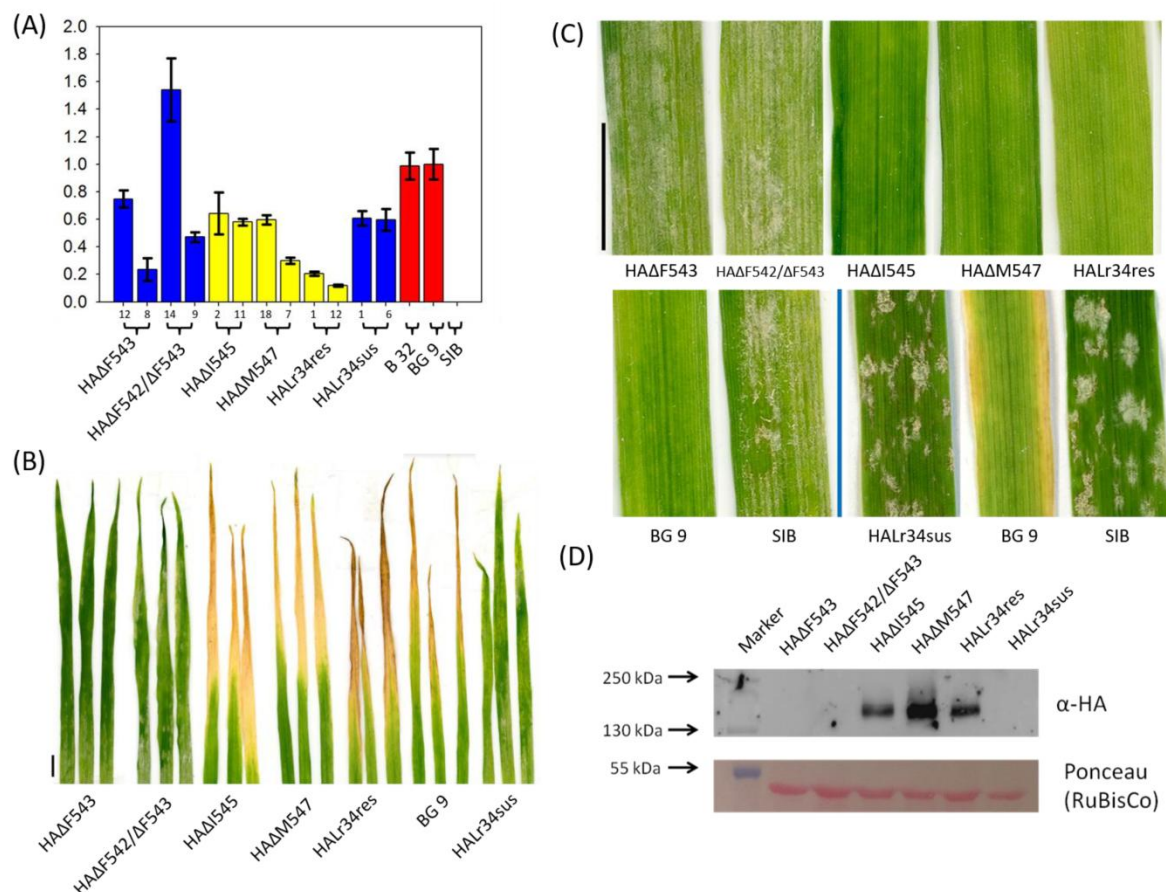 (A)
2.0
1.8
1.6
1.4
1.2
1.0
0.8
0.6
0.4
0.2
0.0
12 8 14 9 2 11 18 7 1 12 1 6
HAΔF543
HAΔF542/ΔF543
HAΔI545
HAΔM547
HALr34res
HALr34sus
B 32
BG 9
SIB
(B)
HAΔF543
HAΔF542/ΔF543
HAΔI545
HAΔM547
HALr34res
BG 9
HALr34sus
(C)
HAΔF543 HAΔF542/ΔF543 HAΔI545 HAΔM547 HALr34res
BG 9 SIB HALr34sus BG 9 SIB
(D)
Marker
HAΔF543
HAΔF542/ΔF543
HAΔI545
HAΔM547
HALr34res
HALr34sus
250 kDa
130 kDa
α-HA
55 kDa
Ponceau
(RuBisCo)